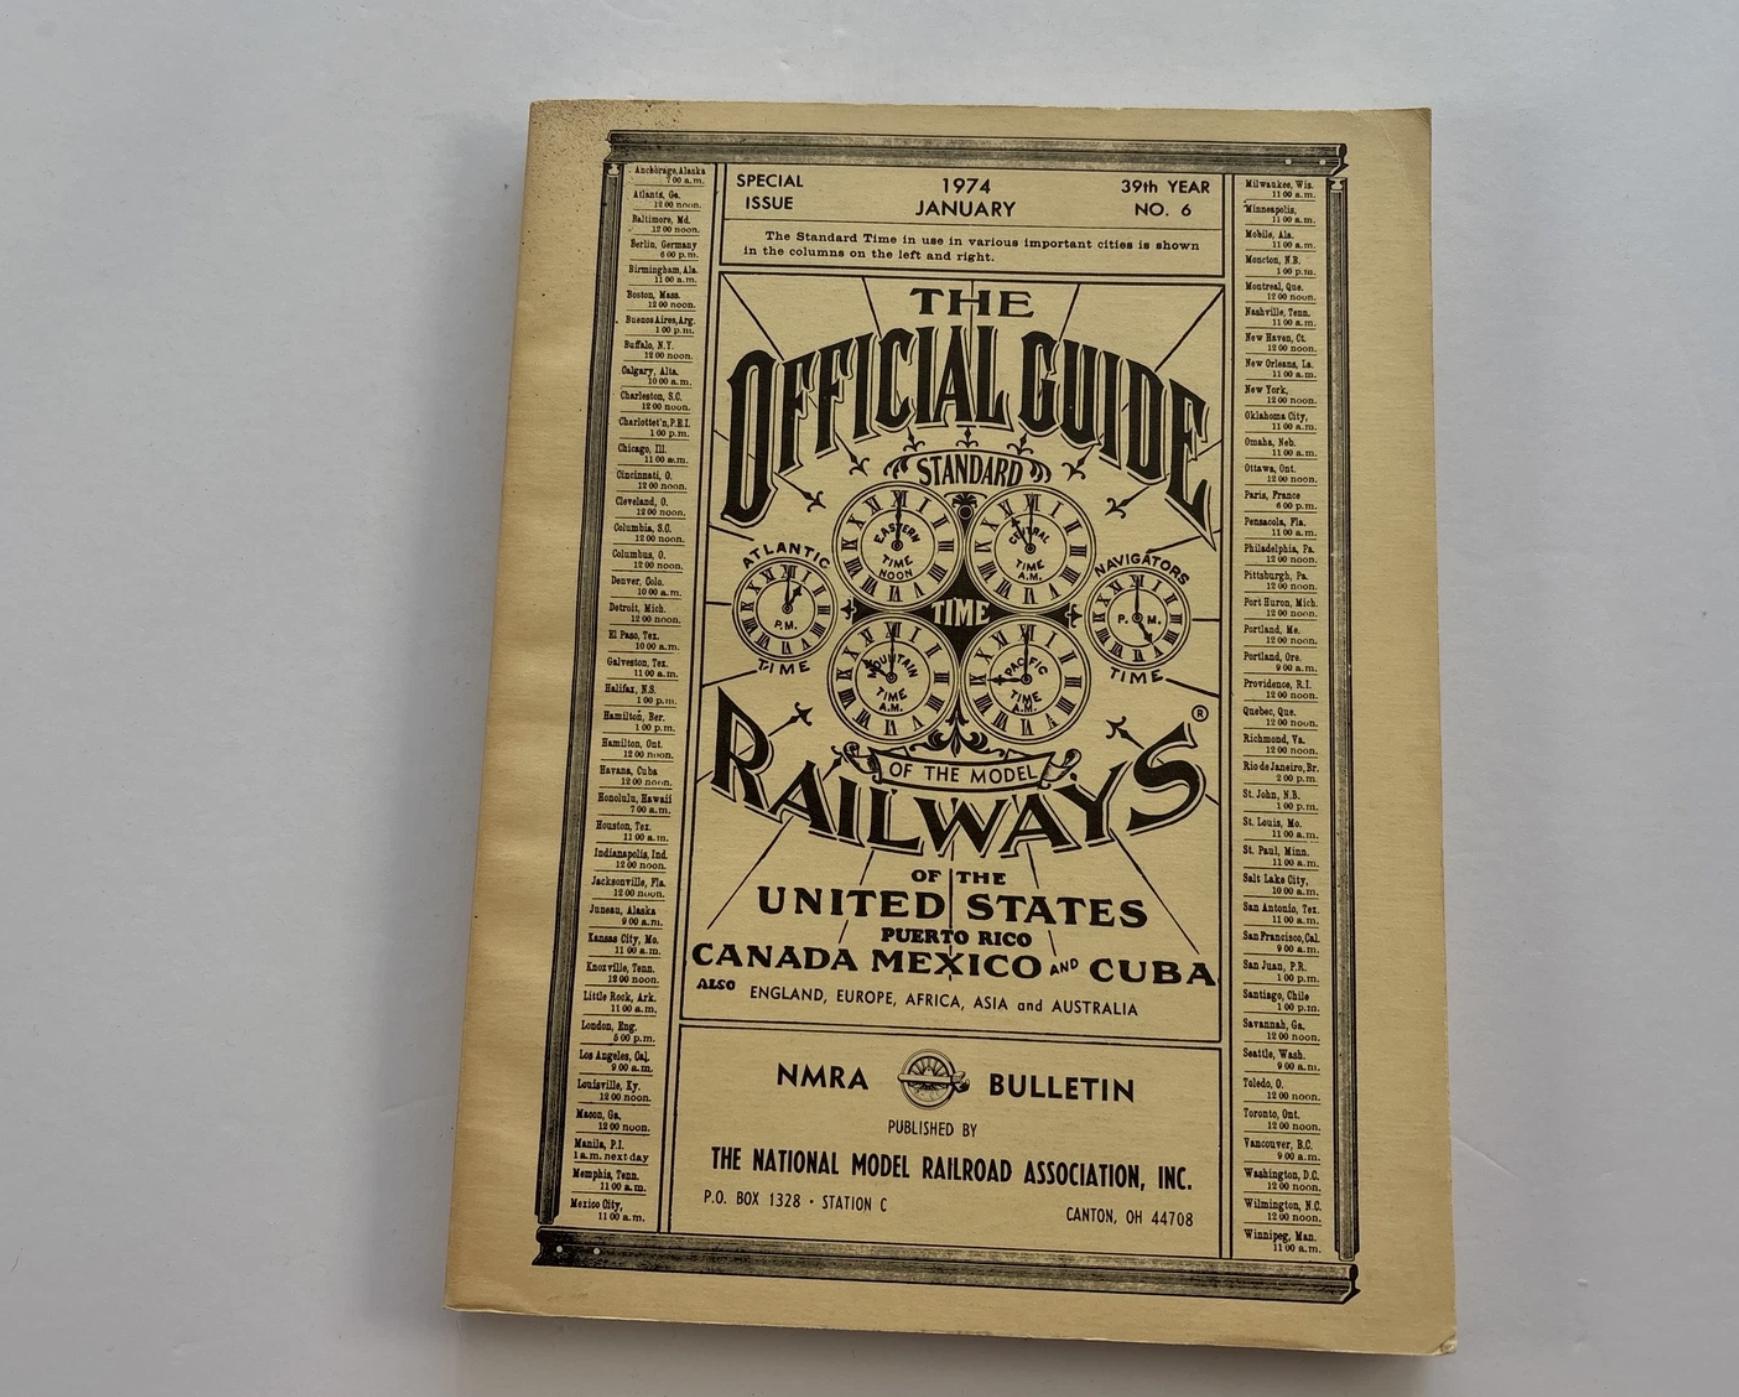 Anchorage, Alaska
7 00 a.m.
Atlanta, Ga.
12 00 noon.
Baltimore, Md.
12 00 noon.
Berlin, Germany
6 00 p.m.
Birmingham, Ala.
11 00 a.m.
Boston, Mass.
12 00 noon.
Buenos Aires, Arg.
1 00 p.m.
Buffalo, N.Y.
12 00 noon.
Calgary, Alta.
10 00 a.m.
Charleston, S.C.
12 00 noon.
Charlottet'n, P.E.I.
1 00 p.m.
Chicago, Ill.
11 00 a.m.
Cincinnati, O.
12 00 noon.
Cleveland, O.
12 00 noon.
Columbia, S.C.
12 00 noon.
Columbus, O.
12 00 noon.
Denver, Colo.
10 00 a.m.
Detroit, Mich.
12 00 noon.
El Paso, Tex.
10 00 a.m.
Galveston, Tex.
11 00 a.m.
Halifax, N.S.
1 00 p.m.
Hamilton, Ber.
1 00 p.m.
Hamilton, Ont.
12 00 noon.
Havana, Cuba
12 00 noon.
Honolulu, Hawaii
7 00 a.m.
Houston, Tex.
11 00 a.m.
Indianapolis, Ind.
12 00 noon.
Jacksonville, Fla.
12 00 noon.
Juneau, Alaska
9 00 a.m.
Kansas City, Mo.
11 00 a.m.
Knoxville, Tenn.
12 00 noon.
Little Rock, Ark.
11 00 a.m.
London, Eng.
5 00 p.m.
Los Angeles, Cal.
9 00 a.m.
Louisville, Ky.
12 00 noon.
Macon, Ga.
12 00 noon.
Manila, P.I.
1 a.m. next day
Memphis, Tenn.
11 00 a.m.
Mexico City,
11 00 a.m.
SPECIAL ISSUE
1974 JANUARY
39th YEAR NO. 6
The Standard Time in use in various important cities is shown
in the columns on the left and right.
THE
OFFICIAL GUIDE
STANDARD
EASTERN TIME NOON
CENTRAL TIME A.M.
ATLANTIC TIME P.M.
TIME
NAVIGATORS TIME P. M.
MOUNTAIN TIME A.M.
PACIFIC TIME A.M.
OF THE MODEL
RAILWAYS ®
OF THE
UNITED STATES
PUERTO RICO
CANADA MEXICO AND CUBA
ALSO ENGLAND, EUROPE, AFRICA, ASIA and AUSTRALIA
NMRA BULLETIN
PUBLISHED BY
THE NATIONAL MODEL RAILROAD ASSOCIATION, INC.
P.O. BOX 1328 · STATION C
CANTON, OH 44708
Milwaukee, Wis.
11 00 a.m.
Minneapolis,
11 00 a.m.
Mobile, Ala.
11 00 a.m.
Moncton, N.B.
1 00 p.m.
Montreal, Que.
12 00 noon.
Nashville, Tenn.
11 00 a.m.
New Haven, Ct.
12 00 noon.
New Orleans, La.
11 00 a.m.
New York,
12 00 noon.
Oklahoma City,
11 00 a.m.
Omaha, Neb.
11 00 a.m.
Ottawa, Ont.
12 00 noon.
Paris, France
6 00 p.m.
Pensacola, Fla.
11 00 a.m.
Philadelphia, Pa.
12 00 noon.
Pittsburgh, Pa.
12 00 noon.
Port Huron, Mich.
12 00 noon.
Portland, Me.
12 00 noon.
Portland, Ore.
9 00 a.m.
Providence, R.I.
12 00 noon.
Quebec, Que.
12 00 noon.
Richmond, Va.
12 00 noon.
Rio de Janeiro, Br.
2 00 p.m.
St. John, N.B.
1 00 p.m.
St. Louis, Mo.
11 00 a.m.
St. Paul, Minn.
11 00 a.m.
Salt Lake City,
10 00 a.m.
San Antonio, Tex.
11 00 a.m.
San Francisco, Cal.
9 00 a.m.
San Juan, P.R.
1 00 p.m.
Santiago, Chile
1 00 p.m.
Savannah, Ga.
12 00 noon.
Seattle, Wash.
9 00 a.m.
Toledo, O.
12 00 noon.
Toronto, Ont.
12 00 noon.
Vancouver, B.C.
9 00 a.m.
Washington, D.C.
12 00 noon.
Wilmington, N.C.
12 00 noon.
Winnipeg, Man.
11 00 a.m.